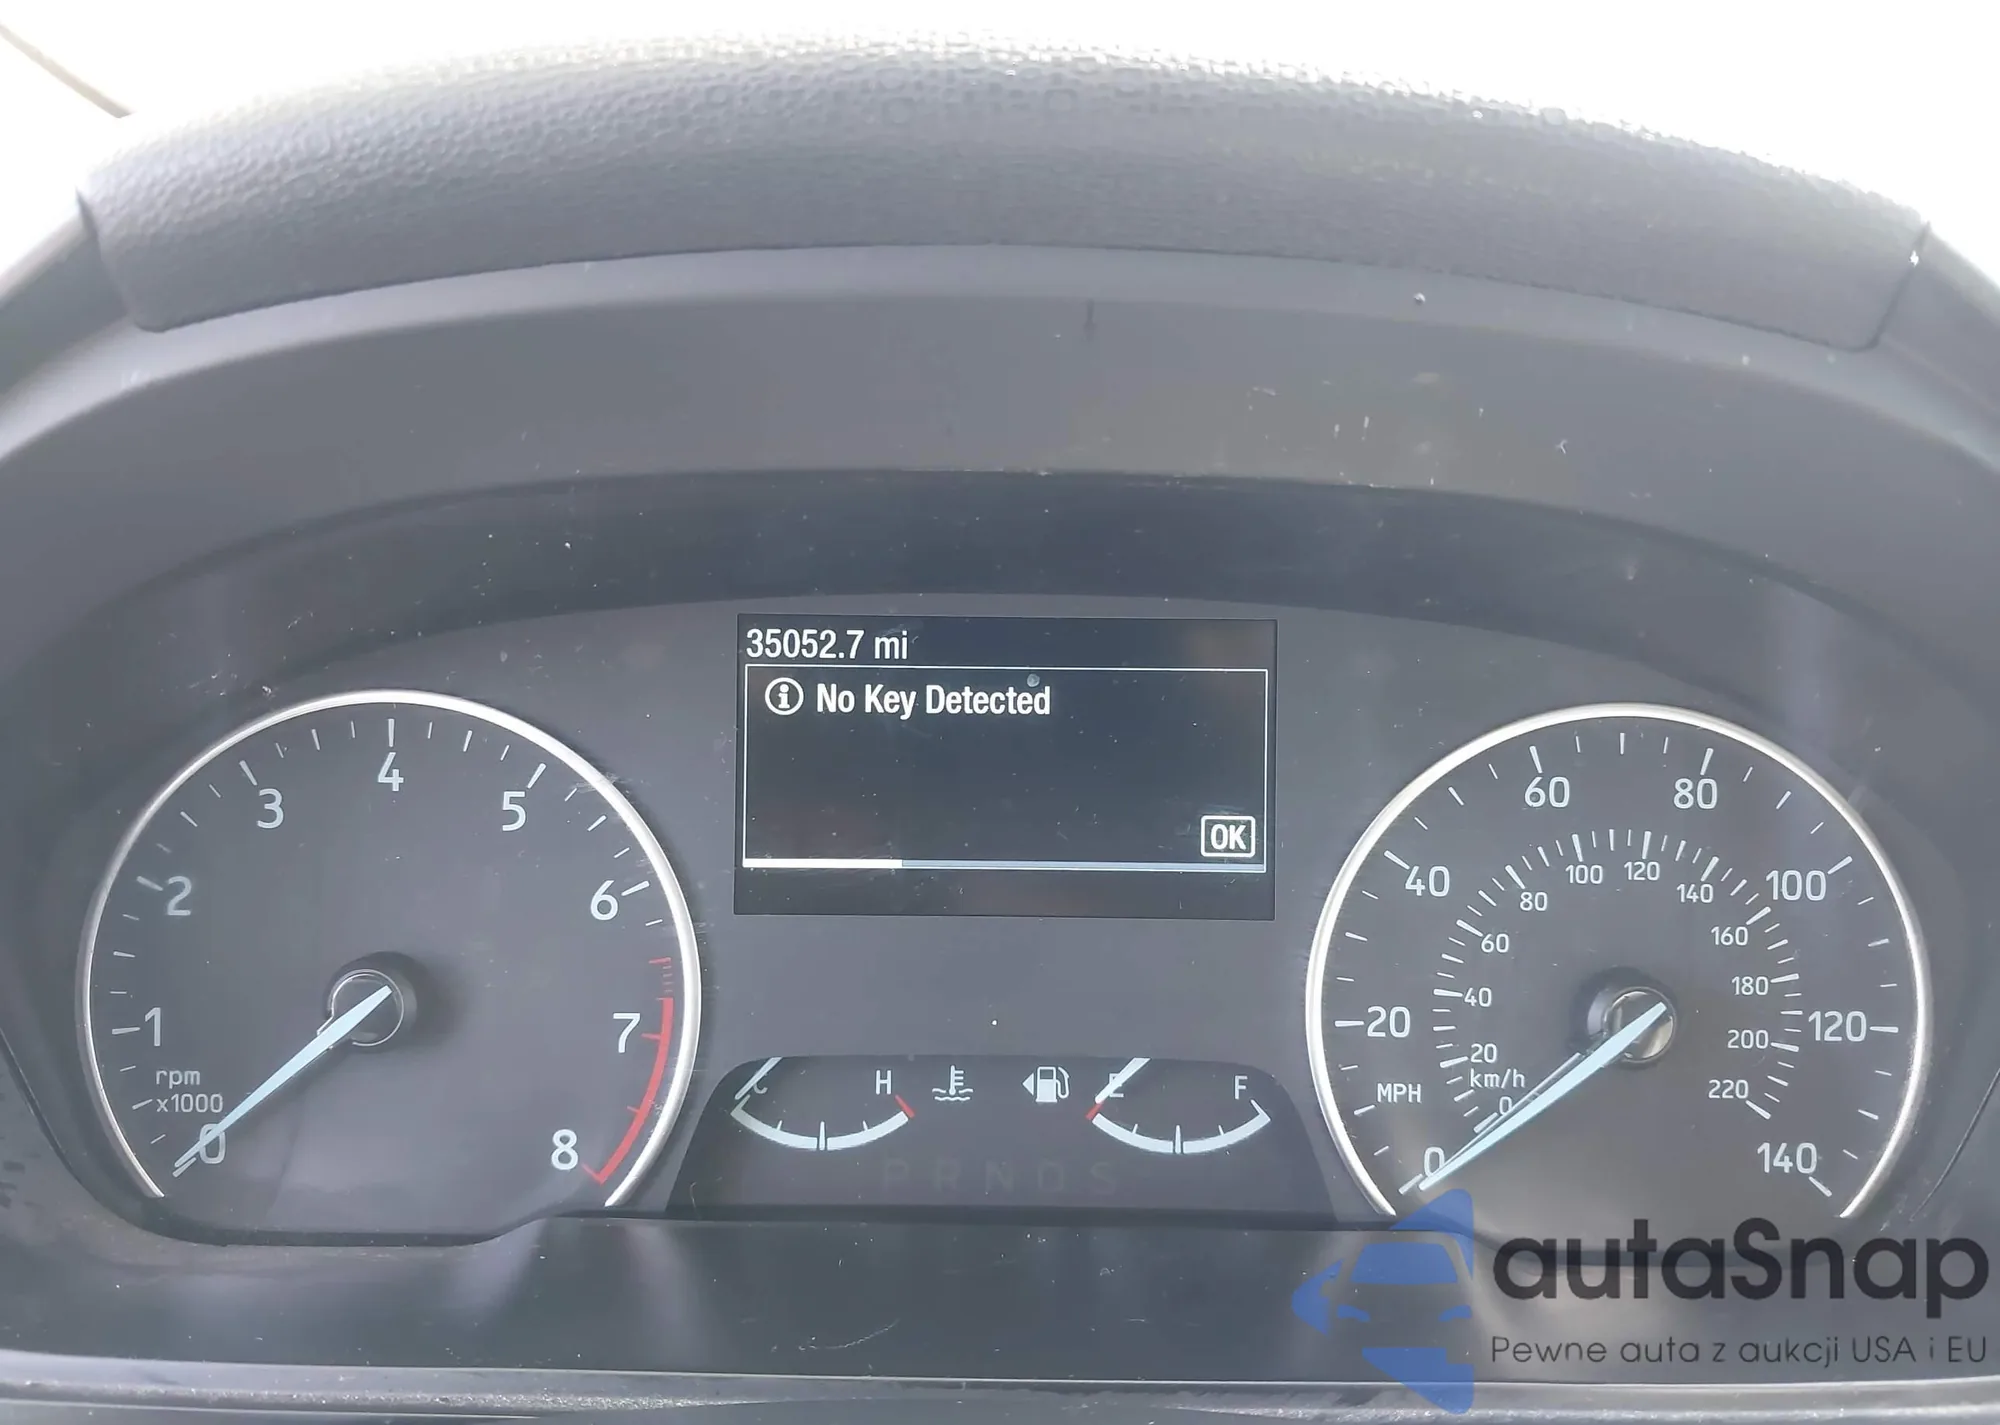 35052.7 mi
No Key Detected
OK
0
1
2
3
4
5
6
7
8
rpm
x1000
C
H
E
F
P R N D S
0
20
40
60
80
100
120
140
MPH
0
20
40
60
80
100
120
140
160
180
200
220
km/h
autaSnap
Pewne auta z aukcji USA i EU